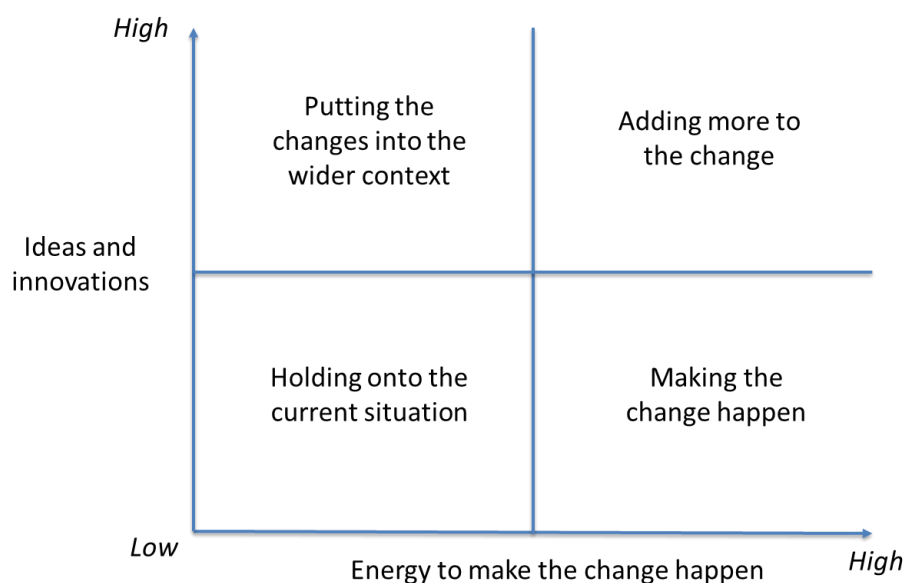 High
Putting the
changes into the
wider context
Adding more to
the change
Ideas and
innovations
Holding onto the
current situation
Making the
change happen
Low
Energy to make the change happen
High